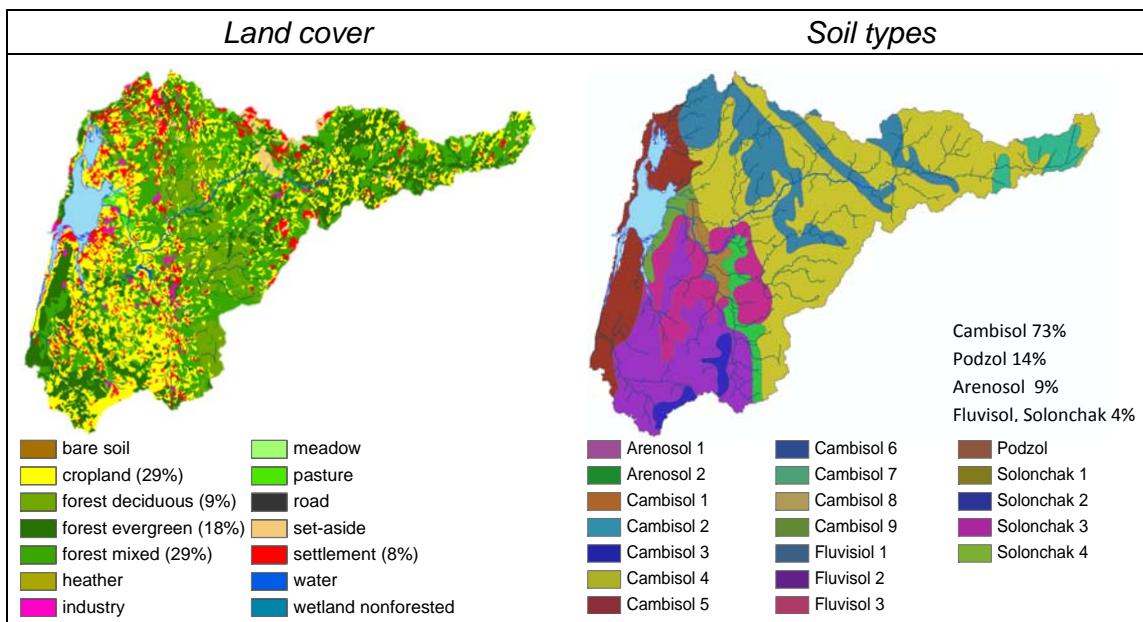 Land cover
Soil types
Cambisol 73%
Podzol 14%
Arenosol 9%
Fluvisol, Solonchak 4%
bare soil
cropland (29%)
forest deciduous (9%)
forest evergreen (18%)
forest mixed (29%)
heather
industry
meadow
pasture
road
set-aside
settlement (8%)
water
wetland nonforested
Arenosol 1
Arenosol 2
Cambisol 1
Cambisol 2
Cambisol 3
Cambisol 4
Cambisol 5
Cambisol 6
Cambisol 7
Cambisol 8
Cambisol 9
Fluvisiol 1
Fluvisol 2
Fluvisol 3
Podzol
Solonchak 1
Solonchak 2
Solonchak 3
Solonchak 4